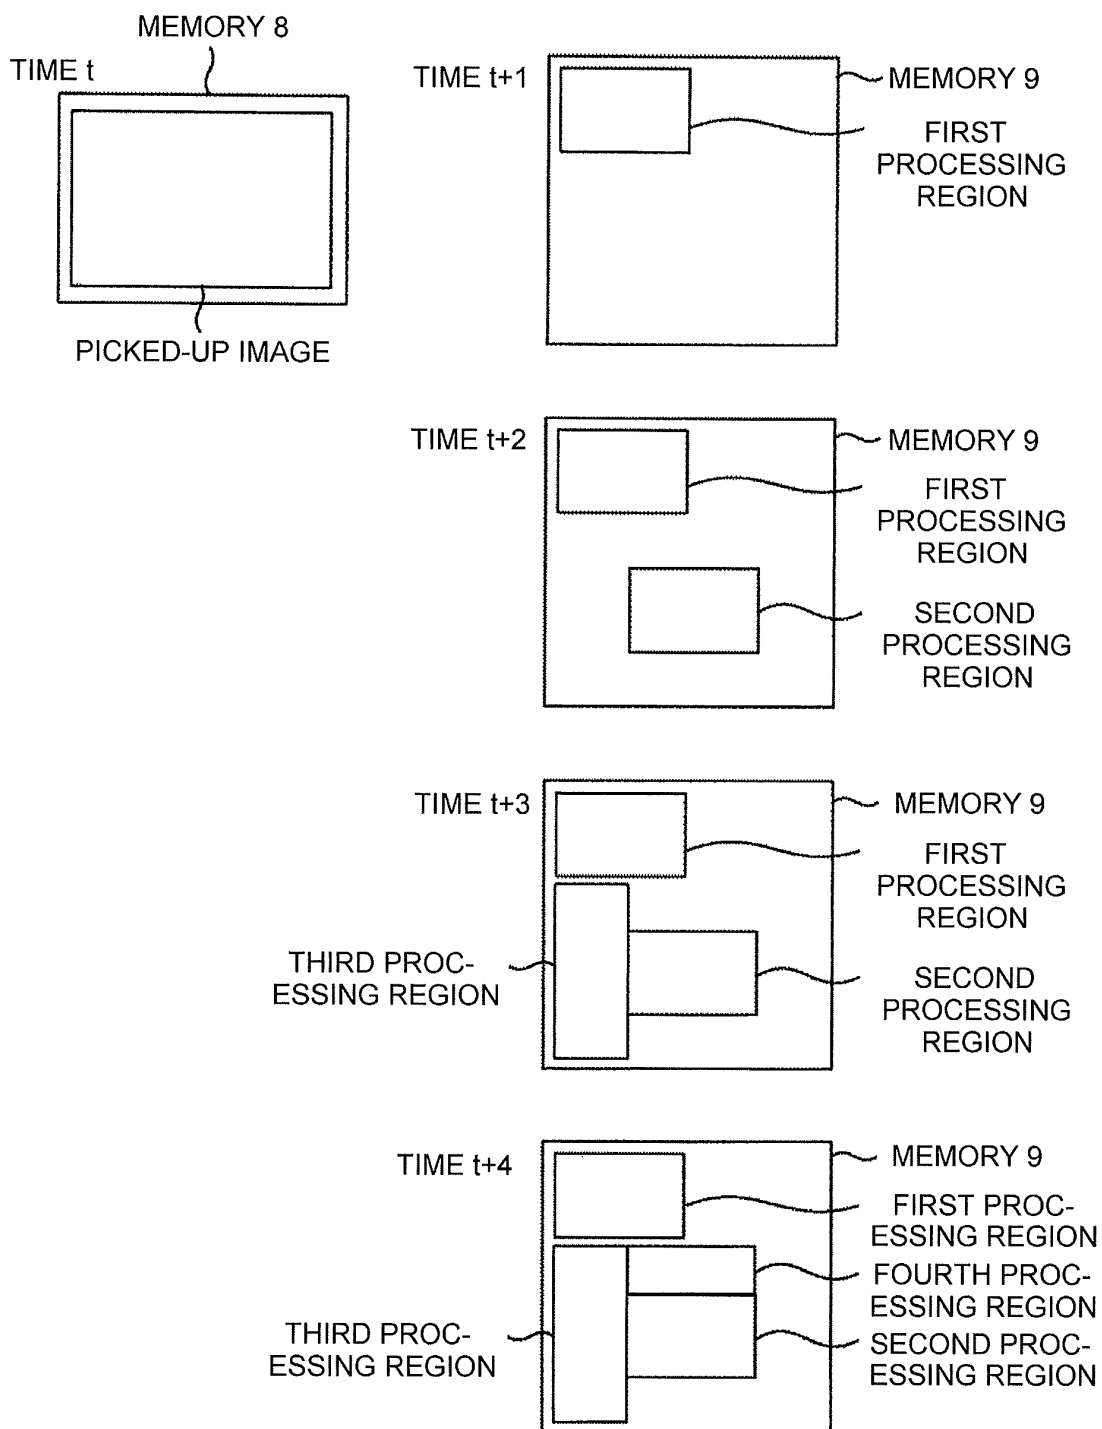 MEMORY 8
TIME t
PICKED-UP IMAGE
TIME t+1
MEMORY 9
FIRST
PROCESSING
REGION
TIME t+2
MEMORY 9
FIRST
PROCESSING
REGION
SECOND
PROCESSING
REGION
TIME t+3
MEMORY 9
FIRST
PROCESSING
REGION
THIRD PROC-
ESSING REGION
SECOND
PROCESSING
REGION
TIME t+4
MEMORY 9
FIRST PROC-
ESSING REGION
FOURTH PROC-
ESSING REGION
THIRD PROC-
ESSING REGION
SECOND PROC-
ESSING REGION